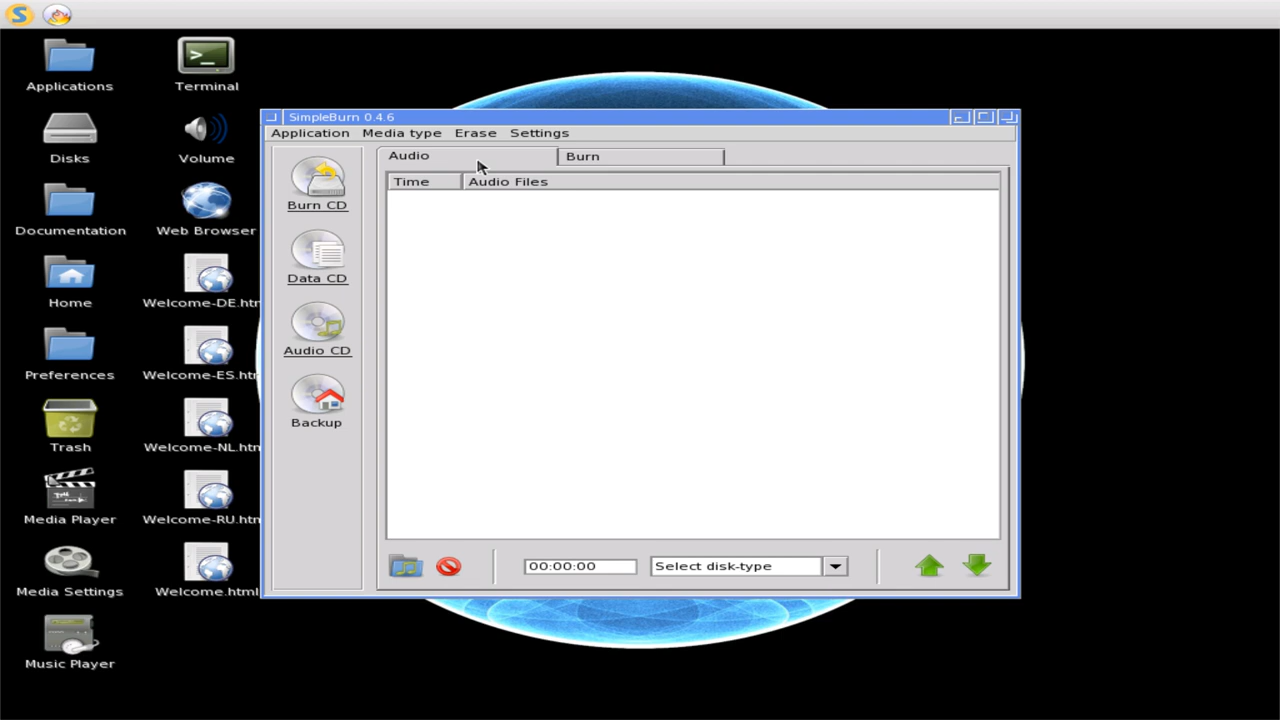 S
Applications
Terminal
Disks
Volume
Documentation
Web Browser
Home
Welcome-DE.htm
Preferences
Welcome-ES.htm
Trash
Welcome-NL.htm
Media Player
Welcome-RU.htm
Media Settings
Welcome.html
Music Player
SimpleBurn 0.4.6
Application Media type Erase Settings
Burn CD
Data CD
Audio CD
Backup
Audio Burn
Time Audio Files
00:00:00 Select disk-type